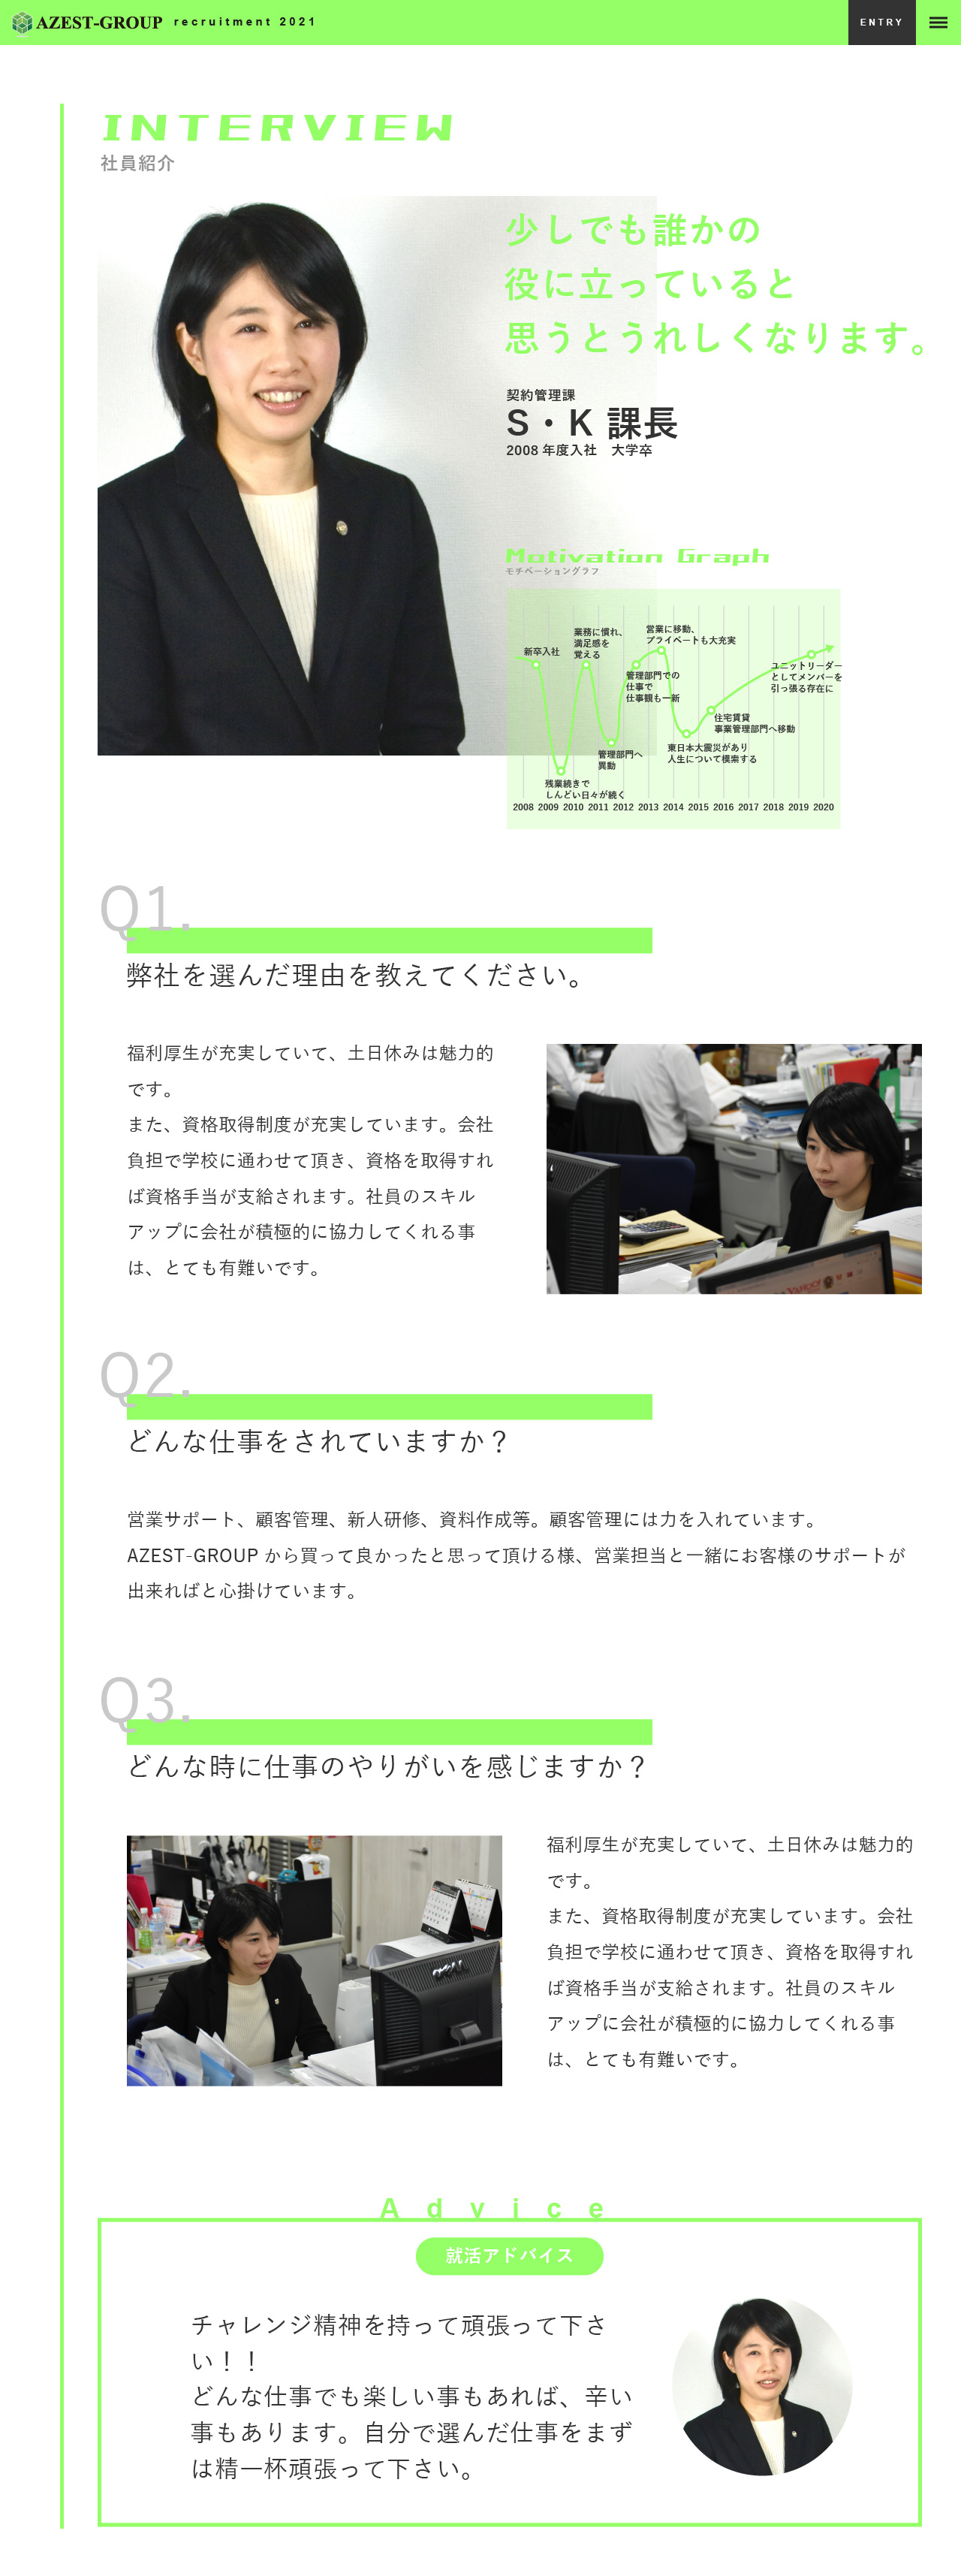 AZEST-GROUP recruitment 2021
ENTRY
INTERVIEW
社員紹介
少しでも誰かの
役に立っていると
思うとうれしくなります。
契約管理課
S・K 課長
2008 年度入社　大学卒
Motivation Graph
モチベーショングラフ
新卒入社
残業続きで
しんどい日々が続く
業務に慣れ、
満足感を
覚える
管理部門へ
異動
管理部門での
仕事で
仕事観も一新
営業に移動、
プライベートも大充実
東日本大震災があり
人生について模索する
住宅賃貸
事業管理部門へ移動
ユニットリーダー
としてメンバーを
引っ張る存在に
2008 2009 2010 2011 2012 2013 2014 2015 2016 2017 2018 2019 2020
Q1.
弊社を選んだ理由を教えてください。
福利厚生が充実していて、土日休みは魅力的
です。
また、資格取得制度が充実しています。会社
負担で学校に通わせて頂き、資格を取得すれ
ば資格手当が支給されます。社員のスキル
アップに会社が積極的に協力してくれる事
は、とても有難いです。
YAHOO!
Q2.
どんな仕事をされていますか？
営業サポート、顧客管理、新人研修、資料作成等。顧客管理には力を入れています。
AZEST-GROUP から買って良かったと思って頂ける様、営業担当と一緒にお客様のサポートが
出来ればと心掛けています。
Q3.
どんな時に仕事のやりがいを感じますか？
DELL
福利厚生が充実していて、土日休みは魅力的
です。
また、資格取得制度が充実しています。会社
負担で学校に通わせて頂き、資格を取得すれ
ば資格手当が支給されます。社員のスキル
アップに会社が積極的に協力してくれる事
は、とても有難いです。
Advice
就活アドバイス
チャレンジ精神を持って頑張って下さ
い！！
どんな仕事でも楽しい事もあれば、辛い
事もあります。自分で選んだ仕事をまず
は精一杯頑張って下さい。